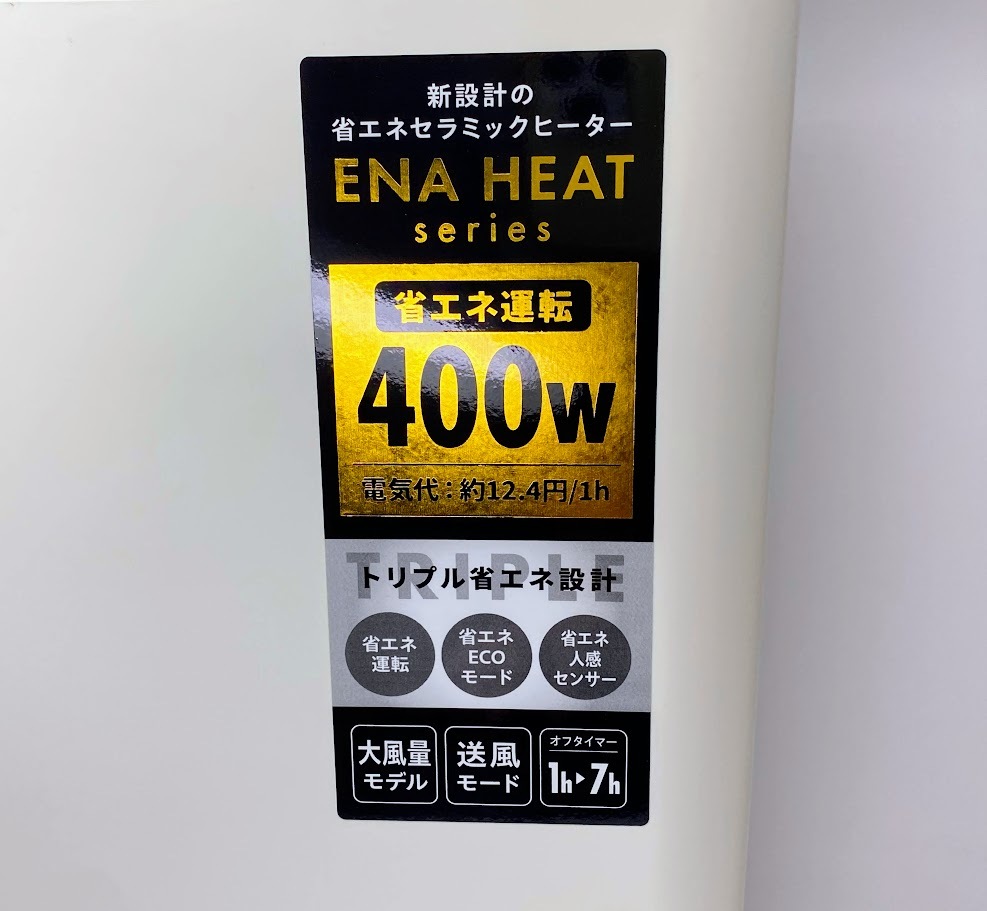 新設計の
省エネセラミックヒーター
ENA HEAT
series
省エネ運転
400w
電気代：約12.4円/1h
TRIPLE
トリプル省エネ設計
省エネ
運転
省エネ
ECO
モード
省エネ
人感
センサー
大風量
モデル
送風
モード
オフタイマー
1h▶7h